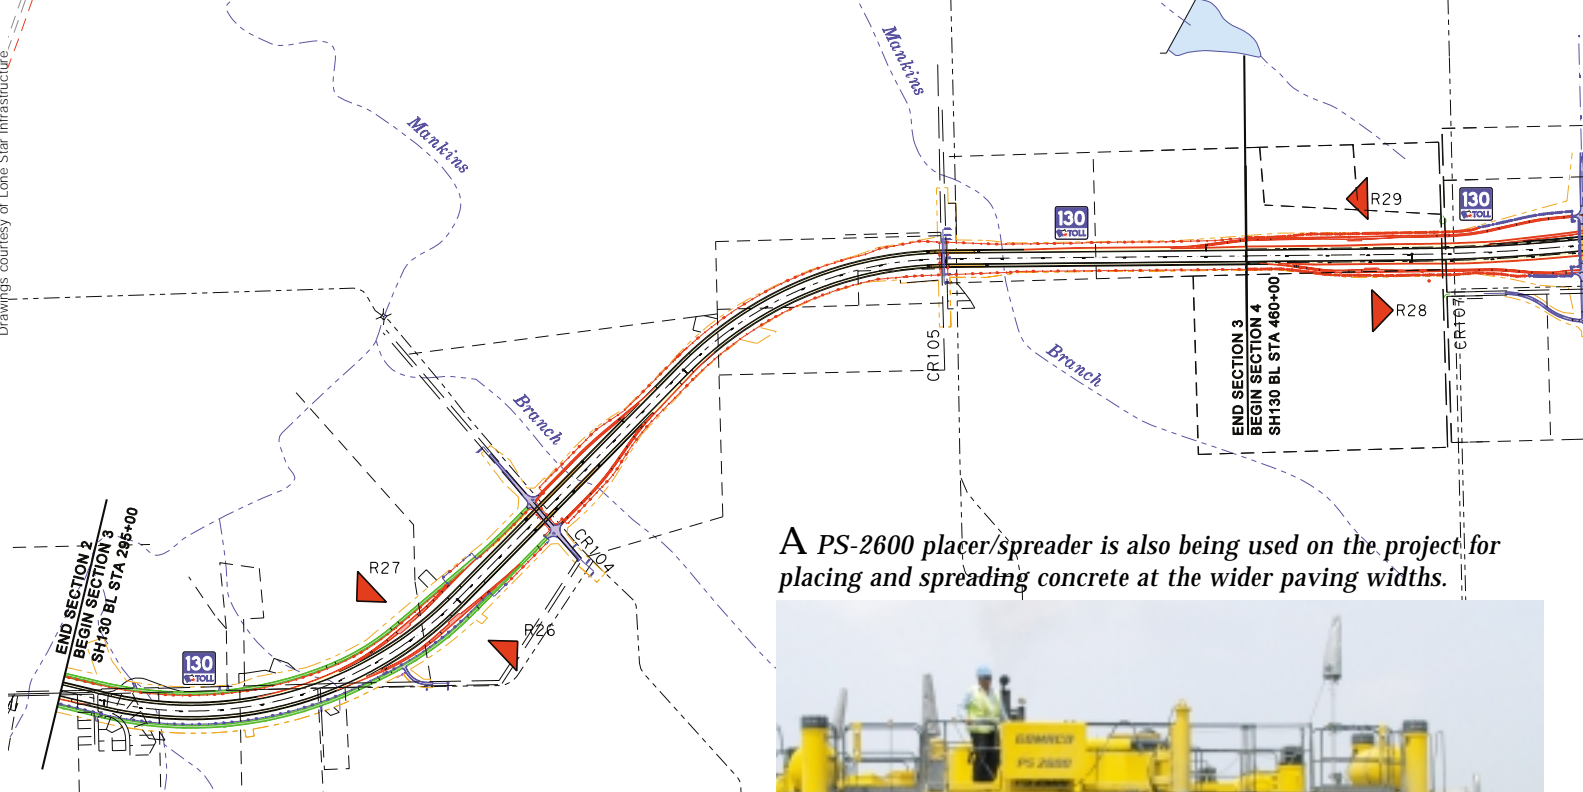 Drawings courtesy of Lone Star Infrastructure
Mankins
Mankins
130
TOLL
R29
130
TOLL
R28
CR107
CR105
END SECTION 3
BEGIN SECTION 4
SH130 BL STA 460+00
Branch
Branch
CR104
END SECTION 2
BEGIN SECTION 3
SH130 BL STA 295+00
R27
R26
130
TOLL
A PS-2600 placer/spreader is also being used on the project for
placing and spreading concrete at the wider paving widths.
GOMACO
PS 2600